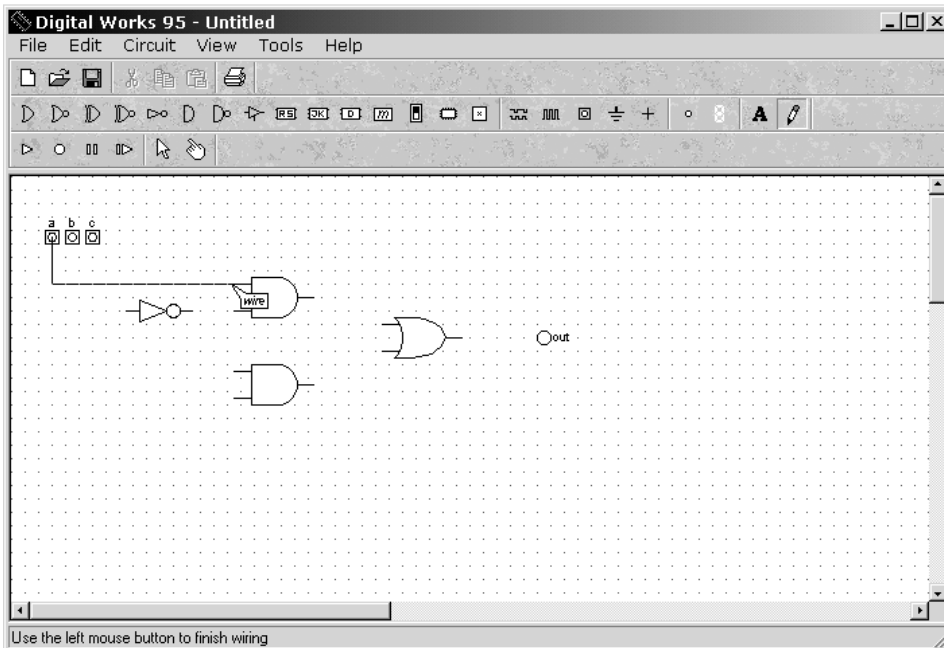 Digital Works 95 - Untitled
File Edit Circuit View Tools Help
RS JK D m A
a b c
wire
out
Use the left mouse button to finish wiring